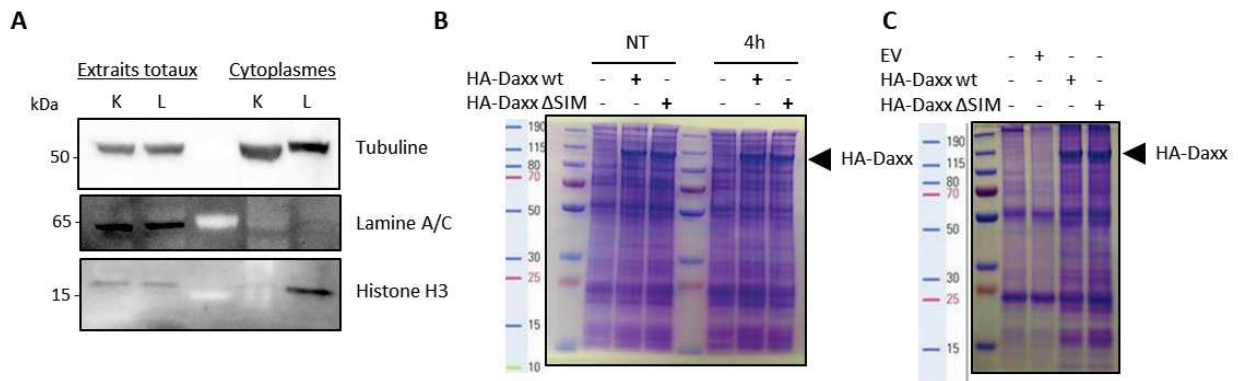 A
Extraits totaux Cytoplasmes
kDa K L K L
50 Tubuline
65 Lamine A/C
15 Histone H3
B
NT 4h
HA-Daxx wt - + - - + -
HA-Daxx ΔSIM - - + - - +
190
115
80
70
50
30
25
15
10
HA-Daxx
C
EV - + - -
HA-Daxx wt - - + -
HA-Daxx ΔSIM - - - +
190
115
80
70
50
30
25
15
HA-Daxx